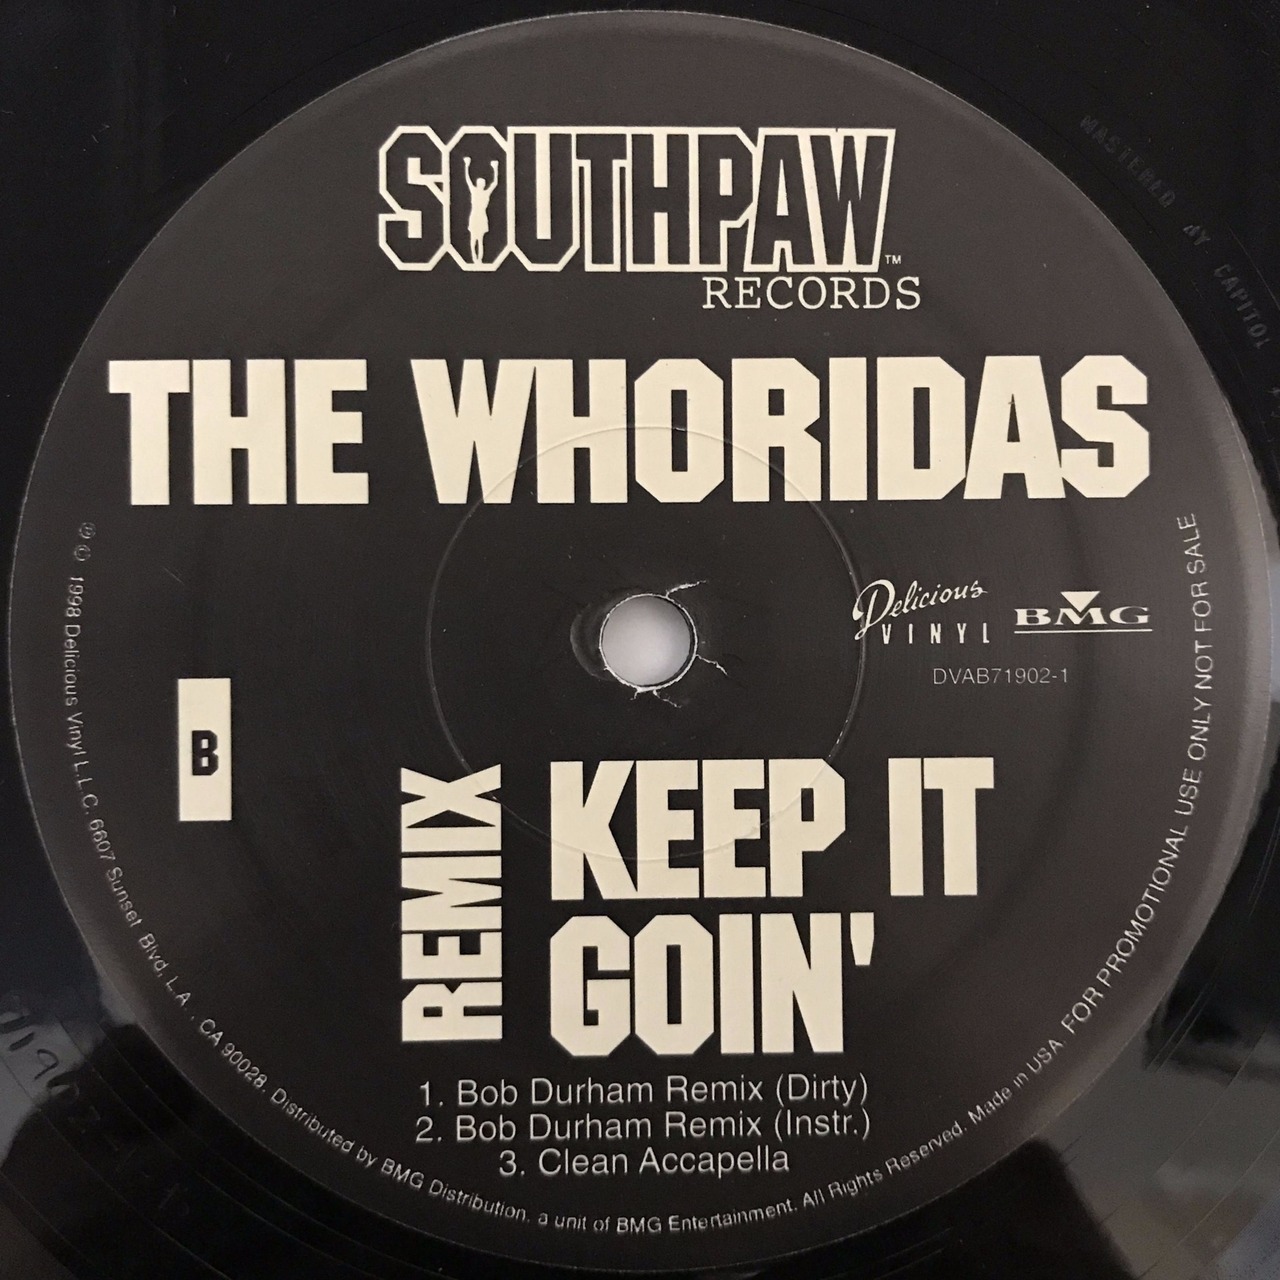 SOUTHPAW™
RECORDS
THE WHORIDAS
Delicious
VINYL
BMG
DVAB71902-1
B
REMIX
KEEP IT
GOIN'
1. Bob Durham Remix (Dirty)
2. Bob Durham Remix (Instr.)
3. Clean Accapella
℗ © 1998 Delicious Vinyl L.L.C. 6607 Sunset Blvd, L.A., CA 90028. Distributed by BMG Distribution. a unit of BMG Entertainment. All Rights Reserved. Made in USA. FOR PROMOTIONAL USE ONLY NOT FOR SALE
MASTERED BY CAPITOL